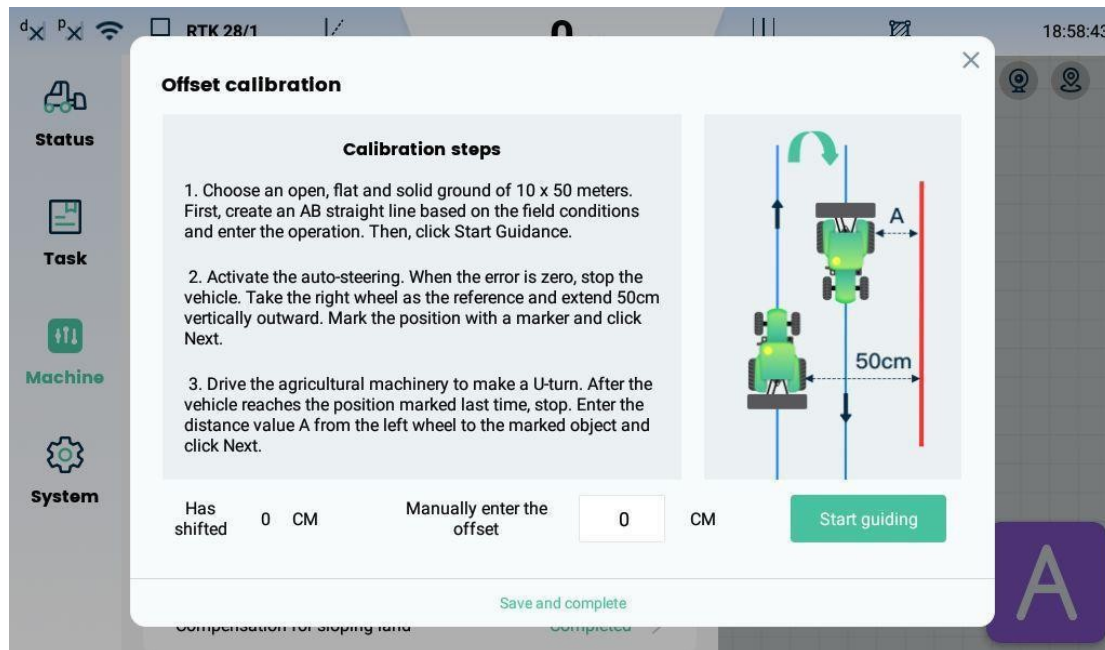 RTK 28/1
18:58:43
Status
Task
Machine
System
Offset calibration
Calibration steps
1. Choose an open, flat and solid ground of 10 x 50 meters.
First, create an AB straight line based on the field conditions
and enter the operation. Then, click Start Guidance.
2. Activate the auto-steering. When the error is zero, stop the
vehicle. Take the right wheel as the reference and extend 50cm
vertically outward. Mark the position with a marker and click
Next.
3. Drive the agricultural machinery to make a U-turn. After the
vehicle reaches the position marked last time, stop. Enter the
distance value A from the left wheel to the marked object and
click Next.
A
50cm
Has
shifted
0 CM
Manually enter the
offset
0
CM
Start guiding
Save and complete
Compensation for sloping land
Completed
A